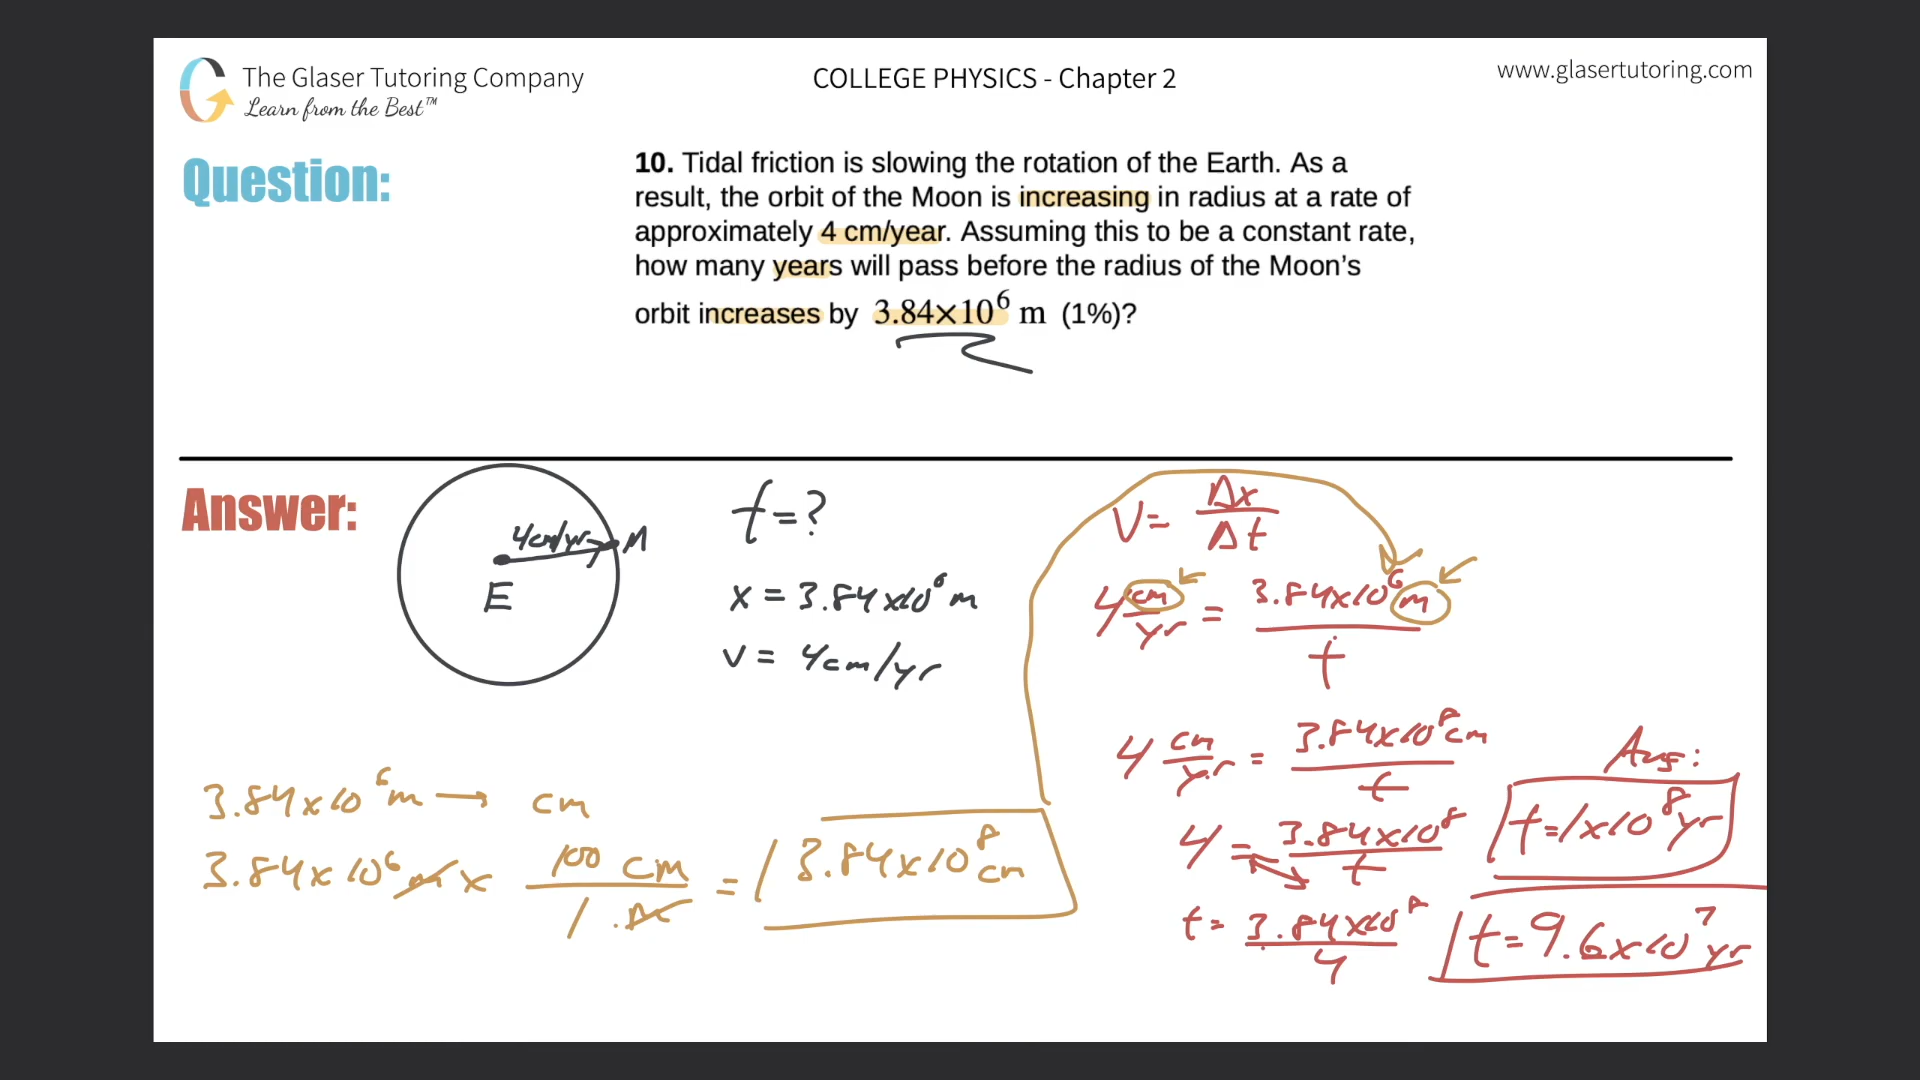 The Glaser Tutoring Company
Learn from the Best™
COLLEGE PHYSICS - Chapter 2
www.glasertutoring.com
Question:
10. Tidal friction is slowing the rotation of the Earth. As a
result, the orbit of the Moon is increasing in radius at a rate of
approximately 4 cm/year. Assuming this to be a constant rate,
how many years will pass before the radius of the Moon’s
orbit increases by 3.84×10⁶ m (1%)?
Answer:
4cm/yr M
E
t=?
x = 3.84x10⁶ m
v = 4cm/yr
3.84x10⁶m → cm
3.84x10⁶ m x 100 cm / 1 m = 3.84x10⁸ cm
V = Δx / Δt
4 cm/yr = 3.84x10⁶ m / t
4 cm/yr = 3.84x10⁸ cm / t
4 = 3.84x10⁸ / t
t = 3.84x10⁸ / 4
Ans:
t=1x10⁸ yr
t=9.6x10⁷ yr